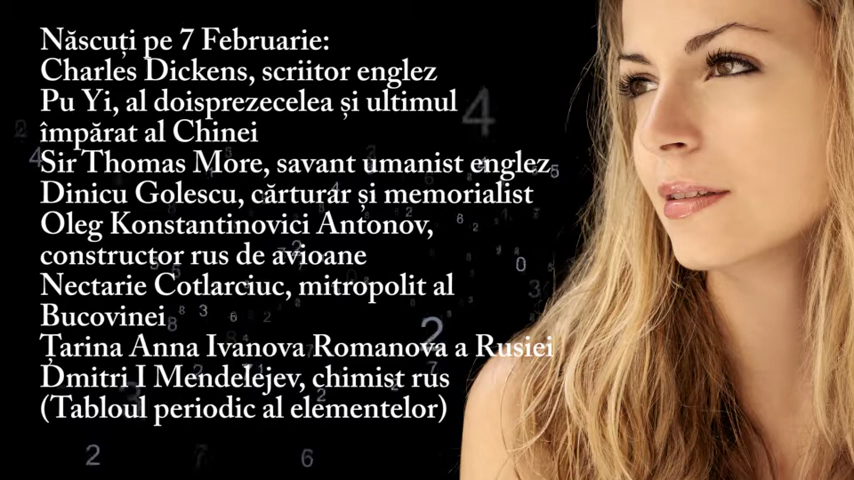 Născuți pe 7 Februarie:
Charles Dickens, scriitor englez
Pu Yi, al doisprezecelea și ultimul
împărat al Chinei
Sir Thomas More, savant umanist englez
Dinicu Golescu, cărturar și memorialist
Oleg Konstantinovici Antonov,
constructor rus de avioane
Nectarie Cotlarciuc, mitropolit al
Bucovinei
Țarina Anna Ivanova Romanova a Rusiei
Dmitri I Mendelejev, chimist rus
(Tabloul periodic al elementelor)